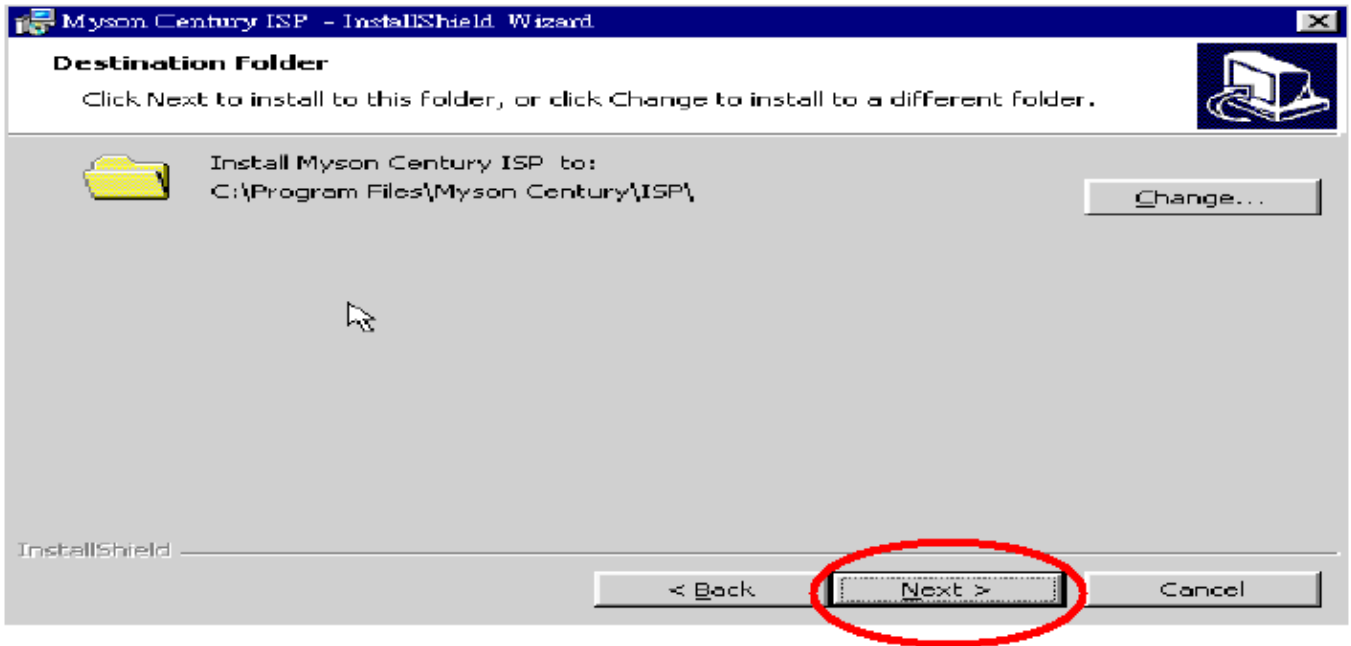 Myson Century ISP - InstallShield Wizard
Destination Folder
Click Next to install to this folder, or click Change to install to a different folder.
Install Myson Century ISP to:
C:\Program Files\Myson Century\ISP\
Change...
InstallShield
< Back
Next >
Cancel